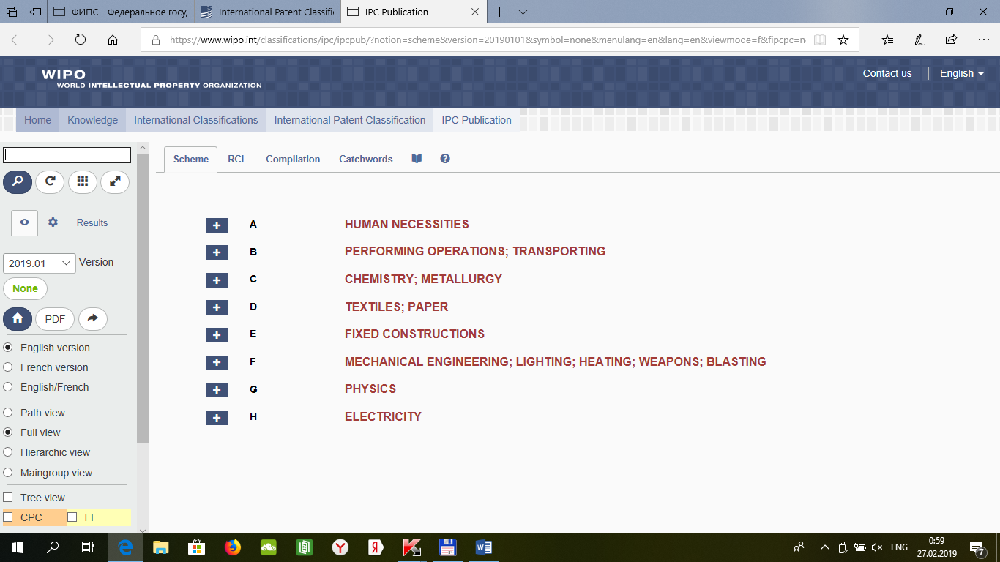 ФИПС - Федеральное госу
International Patent Classifi
IPC Publication
https://www.wipo.int/classifications/ipc/ipcpub/?notion=scheme&version=20190101&symbol=none&menulang=en&lang=en&viewmode=f&fipcpc=n
WIPO
WORLD INTELLECTUAL PROPERTY ORGANIZATION
Contact us
English
Home Knowledge International Classifications International Patent Classification IPC Publication
Scheme RCL Compilation Catchwords
Results
2019.01 Version
None
PDF
English version
French version
English/French
Path view
Full view
Hierarchic view
Maingroup view
Tree view
CPC FI
A HUMAN NECESSITIES
B PERFORMING OPERATIONS; TRANSPORTING
C CHEMISTRY; METALLURGY
D TEXTILES; PAPER
E FIXED CONSTRUCTIONS
F MECHANICAL ENGINEERING; LIGHTING; HEATING; WEAPONS; BLASTING
G PHYSICS
H ELECTRICITY
ENG
0:59
27.02.2019
7